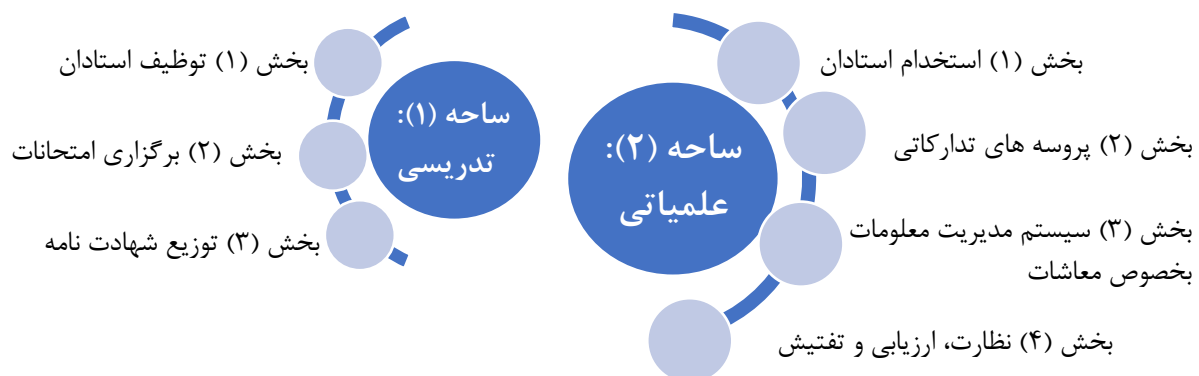 ساحه (۲):
علمیاتی
بخش (۱) استخدام استادان
بخش (۲) پروسه های تدارکاتی
بخش (۳) سیستم مدیریت معلومات
بخصوص معاشات
بخش (۴) نظارت، ارزیابی و تفتیش
ساحه (۱):
تدریسی
بخش (۱) توظیف استادان
بخش (۲) برگزاری امتحانات
بخش (۳) توزیع شهادت نامه